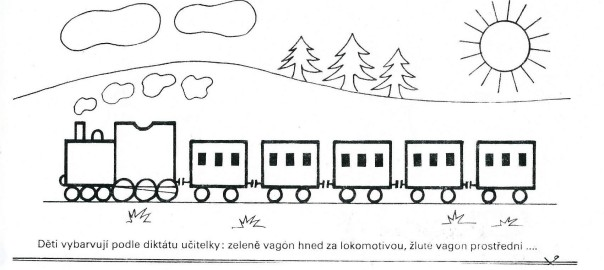 Děti vybarvují podle diktátu učitelky: zeleně vagón hned za lokomotivou, žlutě vagon prostřední ....